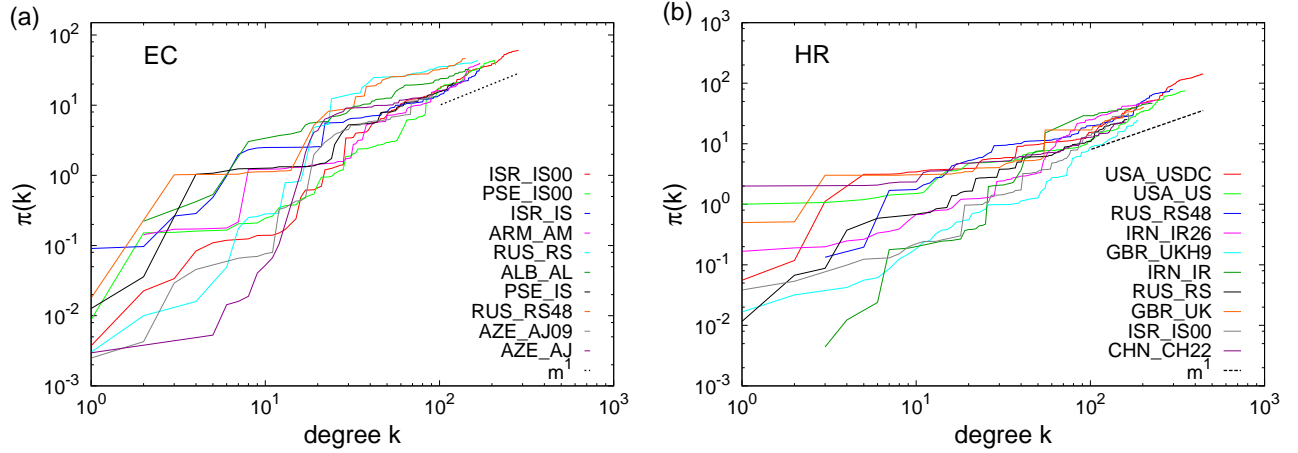 (a)
EC
π(k)
10²
10¹
10⁰
10⁻¹
10⁻²
10⁻³
ISR_IS00
PSE_IS00
ISR_IS
ARM_AM
RUS_RS
ALB_AL
PSE_IS
RUS_RS48
AZE_AJ09
AZE_AJ
m¹
10⁰ 10¹ 10² 10³
degree k
(b)
HR
π(k)
10³
10²
10¹
10⁰
10⁻¹
10⁻²
10⁻³
USA_USDC
USA_US
RUS_RS48
IRN_IR26
GBR_UKH9
IRN_IR
RUS_RS
GBR_UK
ISR_IS00
CHN_CH22
m¹
10⁰ 10¹ 10² 10³
degree k